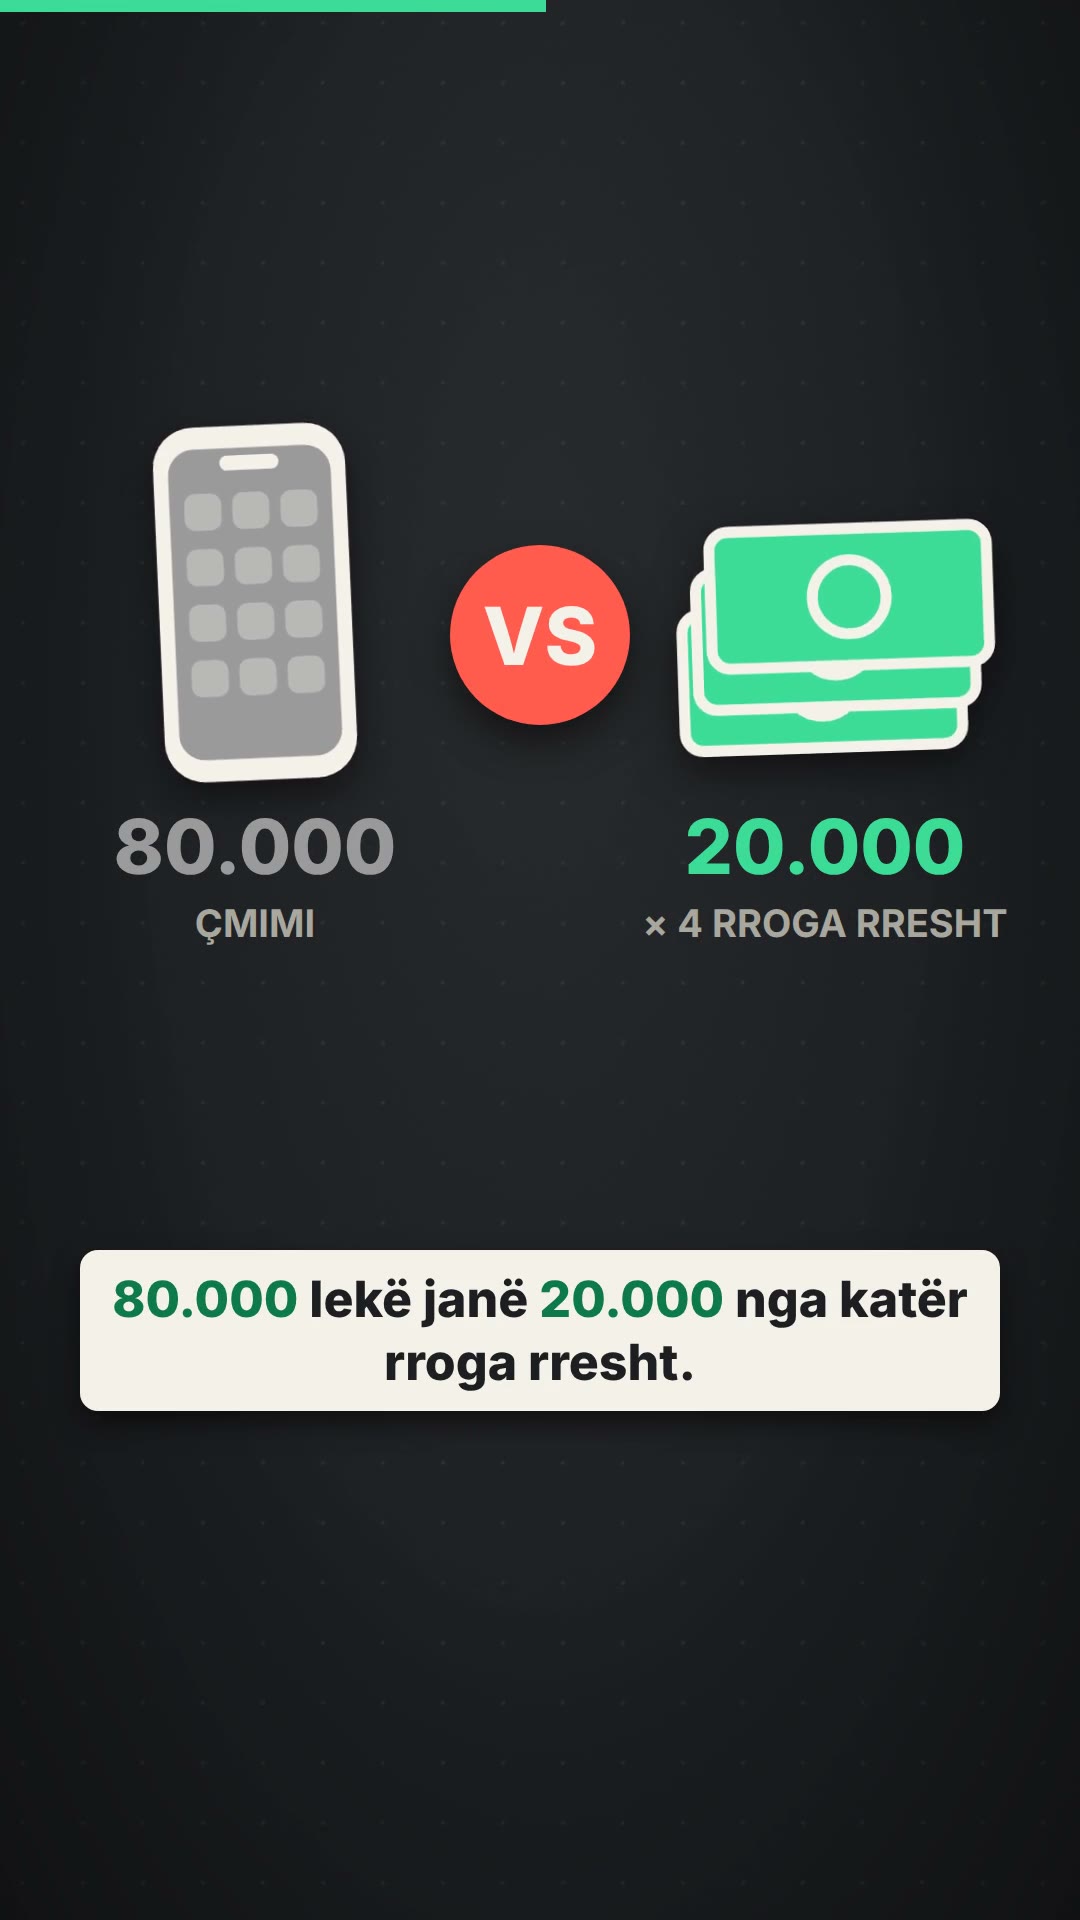 VS
80.000
ÇMIMI
20.000
× 4 RROGA RRESHT
80.000 lekë janë 20.000 nga katër
rroga rresht.